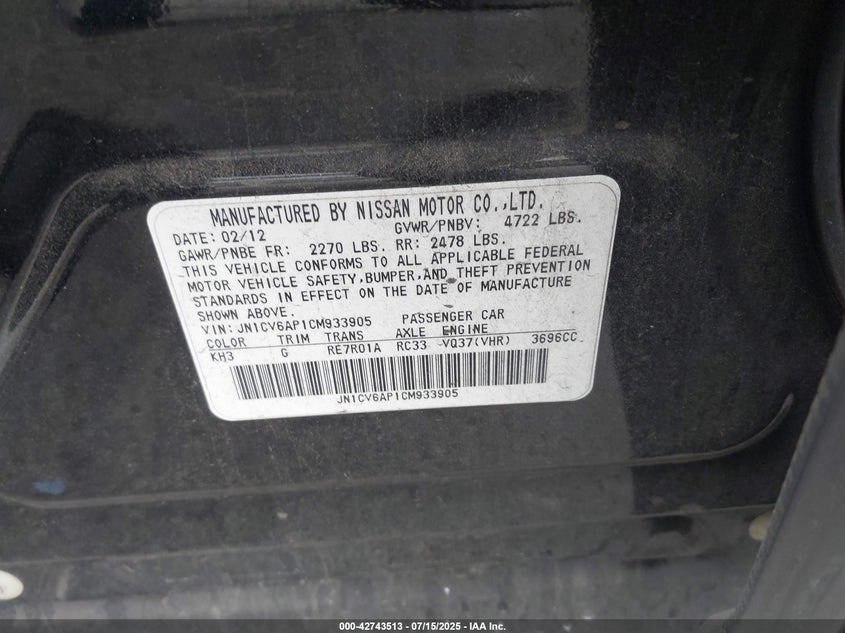 MANUFACTURED BY NISSAN MOTOR CO.,LTD.
DATE: 02/12 GVWR/PNBV: 4722 LBS.
GAWR/PNBE FR: 2270 LBS. RR: 2478 LBS.
THIS VEHICLE CONFORMS TO ALL APPLICABLE FEDERAL
MOTOR VEHICLE SAFETY,BUMPER,AND THEFT PREVENTION
STANDARDS IN EFFECT ON THE DATE OF MANUFACTURE
SHOWN ABOVE.
VIN: JN1CV6AP1CM933905 PASSENGER CAR
COLOR TRIM TRANS AXLE ENGINE
KH3 G RE7R01A RC33 VQ37(VHR) 3696CC
JN1CV6AP1CM933905
000-42743513 - 07/15/2025 - IAA Inc.